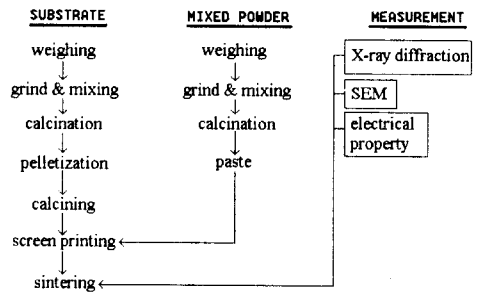 SUBSTRATE
weighing
grind & mixing
calcination
pelletization
calcining
screen printing
sintering
MIXED POWDER
weighing
grind & mixing
calcination
paste
MEASUREMENT
X-ray diffraction
SEM
electrical
property